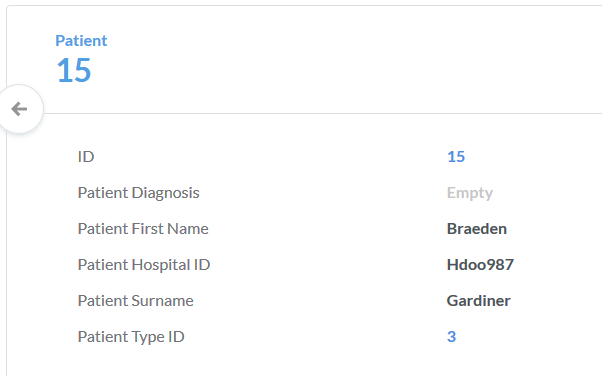 Patient
15
ID 15
Patient Diagnosis Empty
Patient First Name Braeden
Patient Hospital ID Hdoo987
Patient Surname Gardiner
Patient Type ID 3